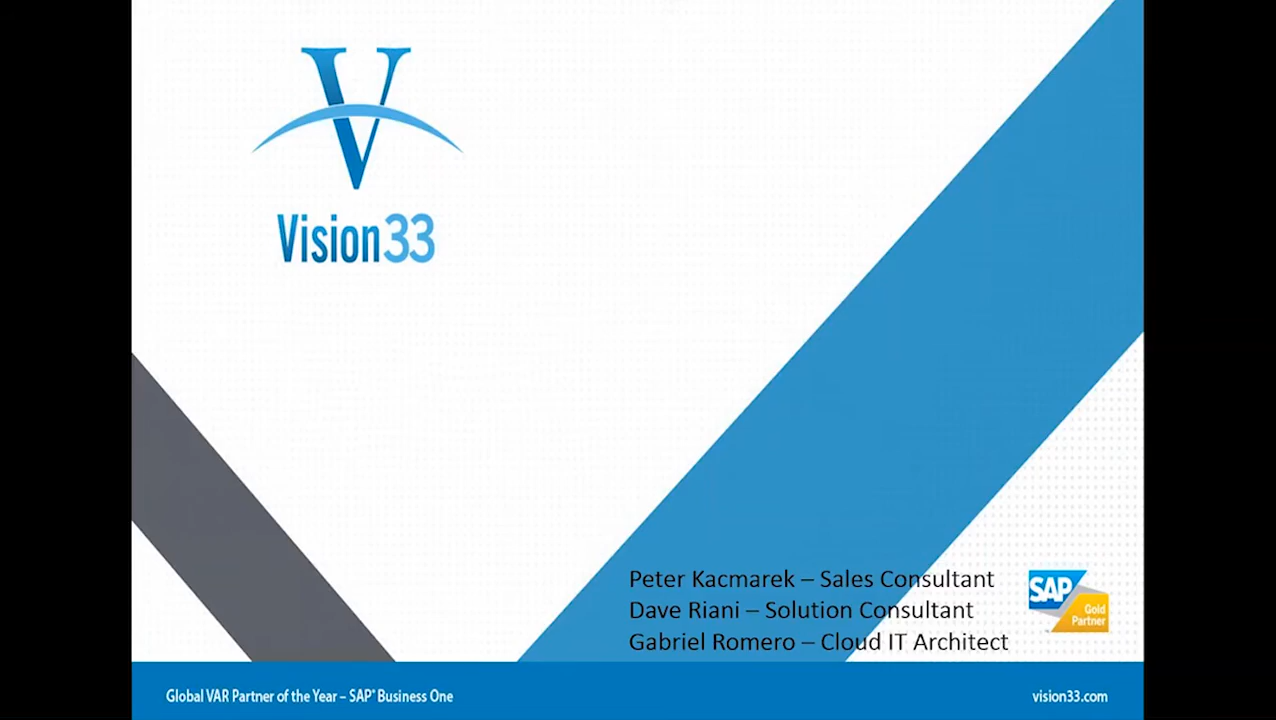 V
Vision33
Peter Kacmarek – Sales Consultant
Dave Riani – Solution Consultant
Gabriel Romero – Cloud IT Architect
SAP
Gold
Partner
Global VAR Partner of the Year – SAP® Business One
vision33.com